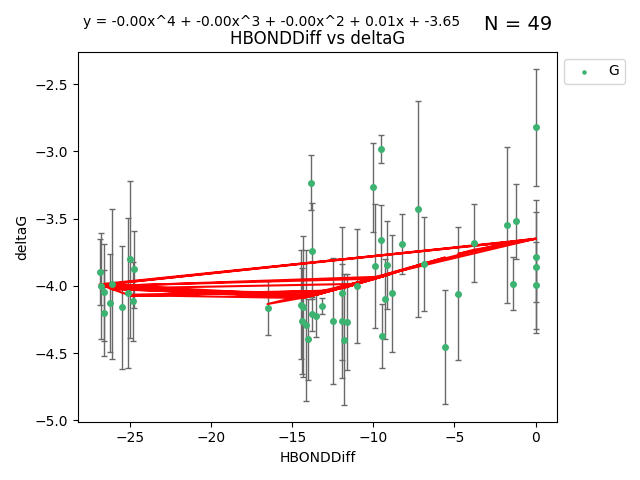 y = -0.00x^4 + -0.00x^3 + -0.00x^2 + 0.01x + -3.65
N = 49
HBONDDiff vs deltaG
G
−2.5
−3.0
−3.5
−4.0
−4.5
−5.0
deltaG
−25
−20
−15
−10
−5
0
HBONDDiff